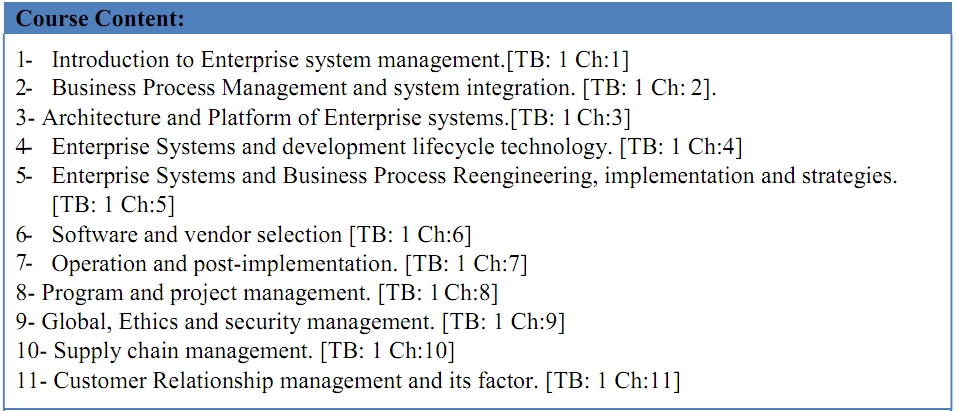 Course Content:
1- Introduction to Enterprise system management.[TB: 1 Ch:1]
2- Business Process Management and system integration. [TB: 1 Ch: 2].
3- Architecture and Platform of Enterprise systems.[TB: 1 Ch:3]
4- Enterprise Systems and development lifecycle technology. [TB: 1 Ch:4]
5- Enterprise Systems and Business Process Reengineering, implementation and strategies.
[TB: 1 Ch:5]
6- Software and vendor selection [TB: 1 Ch:6]
7- Operation and post-implementation. [TB: 1 Ch:7]
8- Program and project management. [TB: 1 Ch:8]
9- Global, Ethics and security management. [TB: 1 Ch:9]
10- Supply chain management. [TB: 1 Ch:10]
11- Customer Relationship management and its factor. [TB: 1 Ch:11]